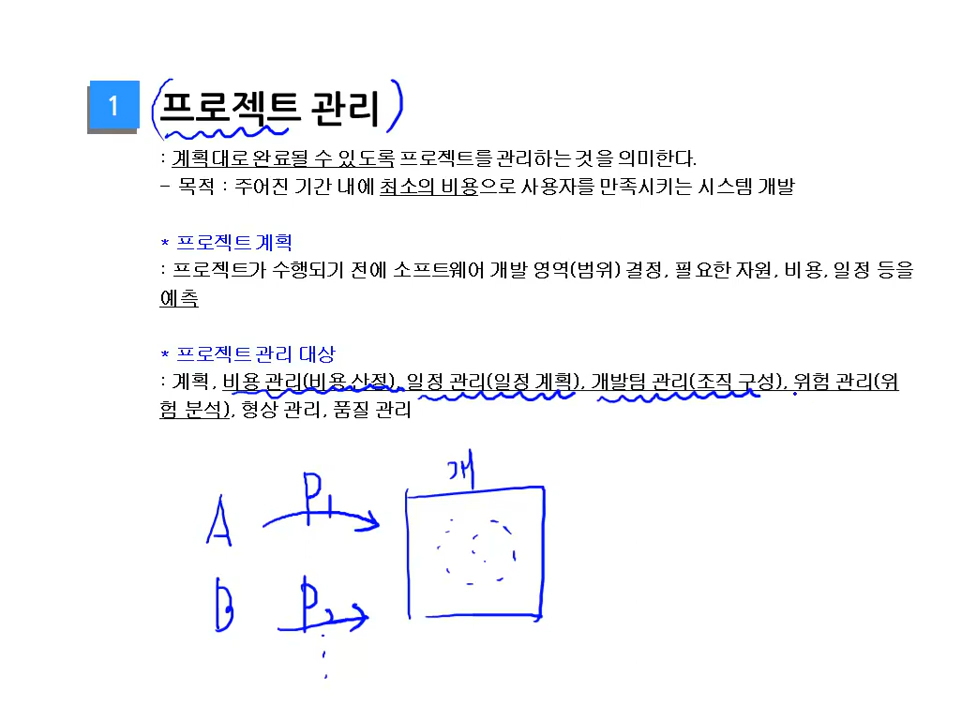 1 프로젝트 관리
: 계획대로 완료될 수 있도록 프로젝트를 관리하는 것을 의미한다.
- 목적 : 주어진 기간 내에 최소의 비용으로 사용자를 만족시키는 시스템 개발
* 프로젝트 계획
: 프로젝트가 수행되기 전에 소프트웨어 개발 영역(범위) 결정, 필요한 자원, 비용, 일정 등을
예측
* 프로젝트 관리 대상
: 계획, 비용 관리(비용 산정), 일정 관리(일정 계획), 개발팀 관리(조직 구성), 위험 관리(위
험 분석), 형상 관리, 품질 관리
개
A P1
B P2